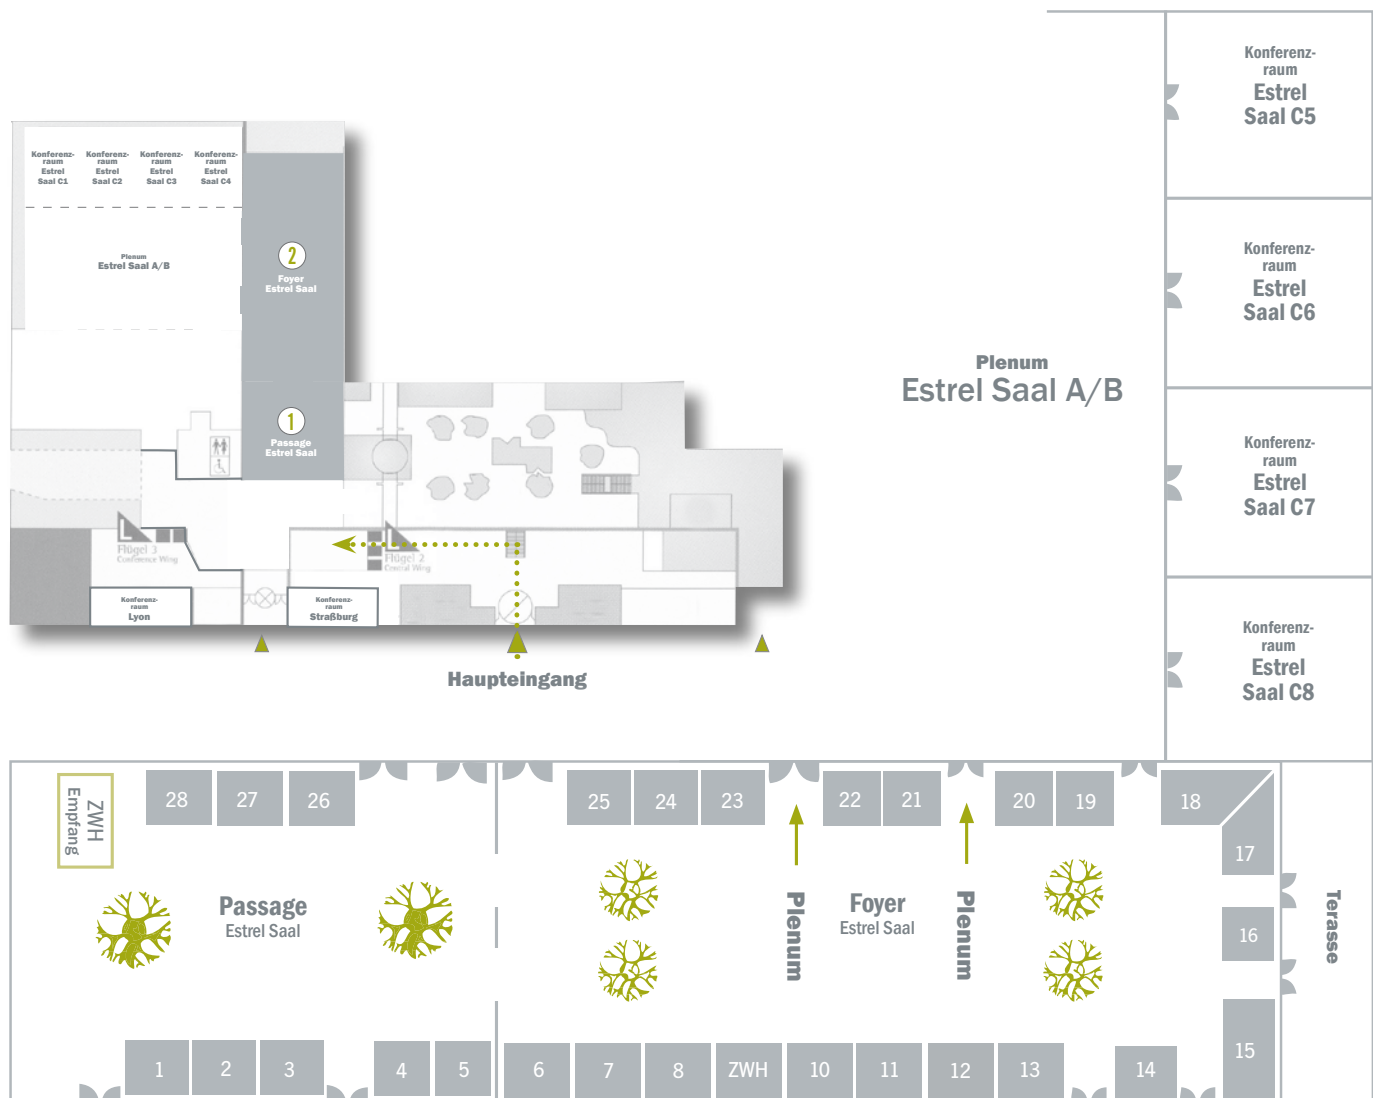 Konferenz-
raum
Estrel
Saal C5
Konferenz-
raum
Estrel
Saal C6
Konferenz-
raum
Estrel
Saal C7
Konferenz-
raum
Estrel
Saal C8
Plenum
Estrel Saal A/B
Konferenz-
raum
Estrel
Saal C1
Konferenz-
raum
Estrel
Saal C2
Konferenz-
raum
Estrel
Saal C3
Konferenz-
raum
Estrel
Saal C4
Plenum
Estrel Saal A/B
2
Foyer
Estrel Saal
1
Passage
Estrel Saal
L
Flügel 3
Conference Wing
L
Flügel 2
Central Wing
Konferenz-
raum
Lyon
Konferenz-
raum
Straßburg
Haupteingang
ZWH
Empfang
28
27
26
25
24
23
22
21
20
19
18
17
16
15
Passage
Estrel Saal
Plenum
Foyer
Estrel Saal
Plenum
Terasse
1
2
3
4
5
6
7
8
ZWH
10
11
12
13
14